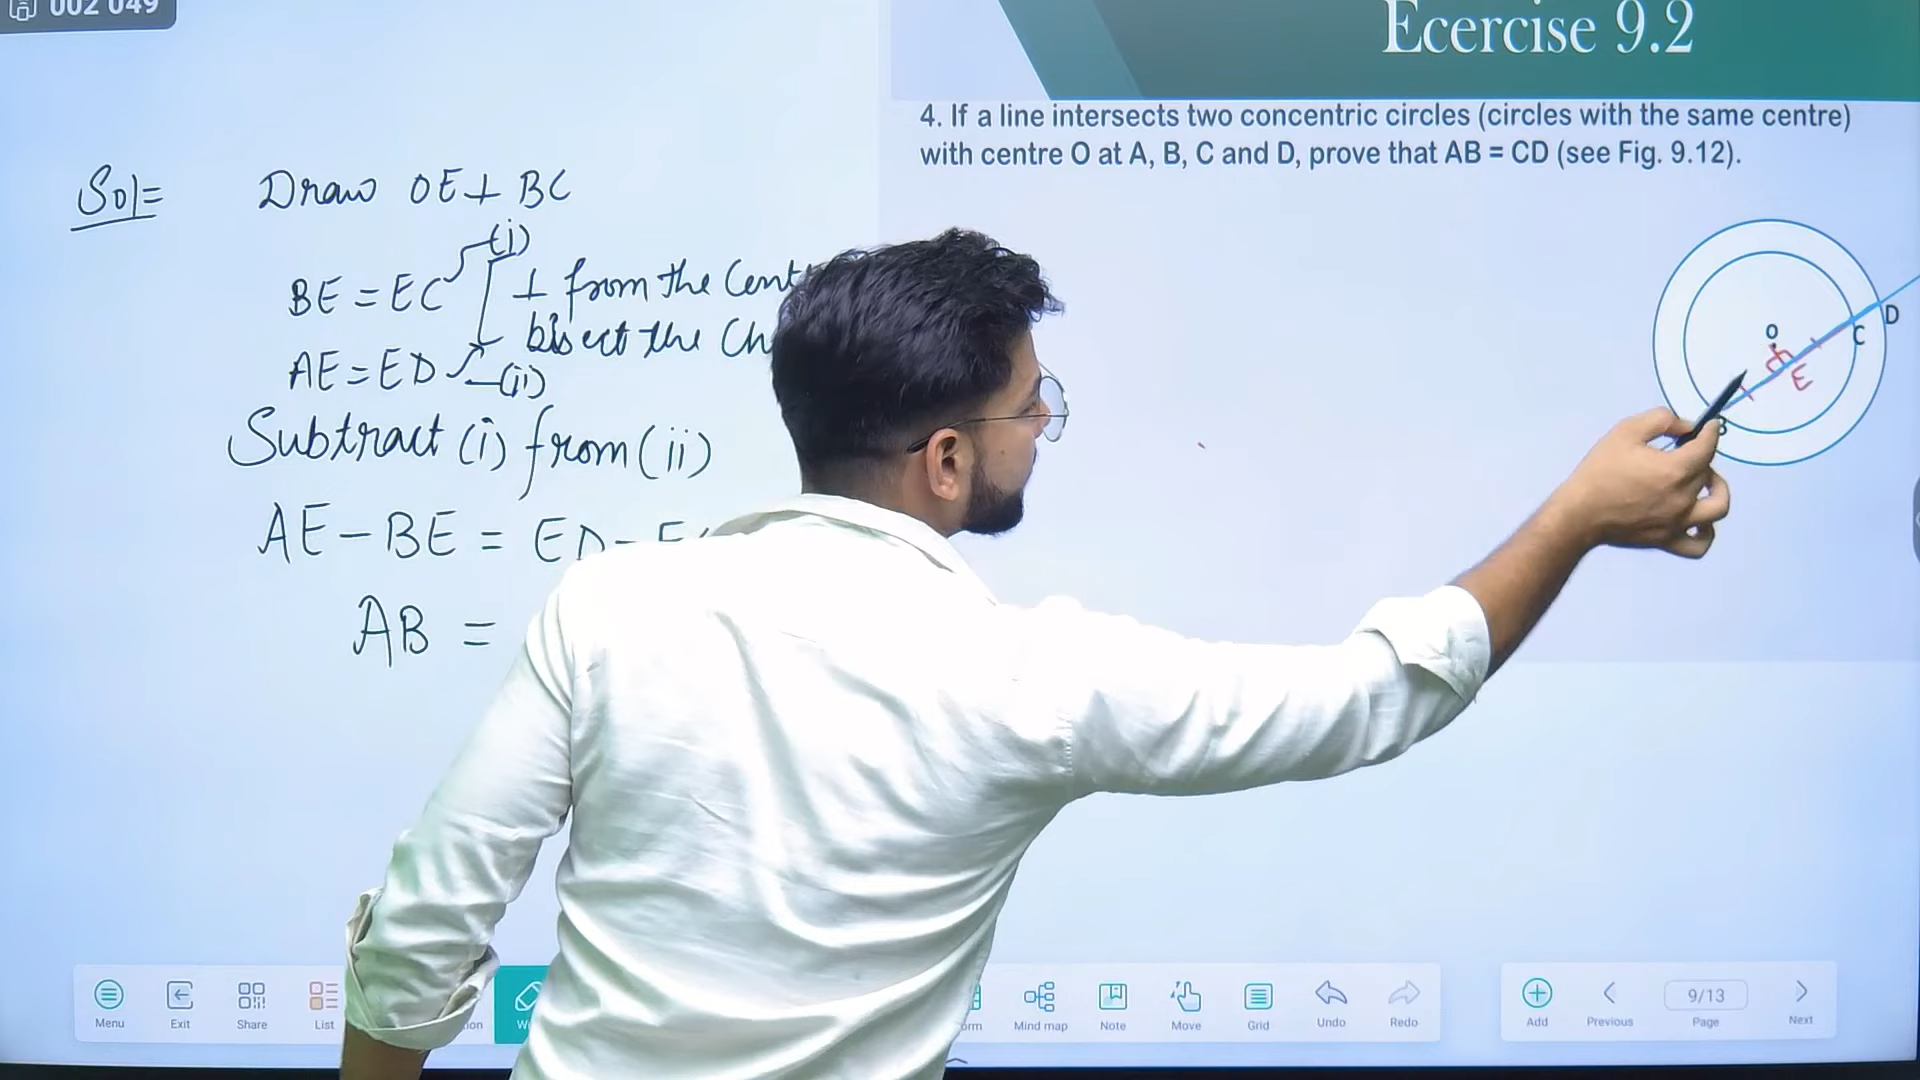 002 049
Ecercise 9.2
4. If a line intersects two concentric circles (circles with the same centre)
with centre O at A, B, C and D, prove that AB = CD (see Fig. 9.12).
Sol=
Draw OE ⊥ BC
(i)
BE = EC
⊥ from the Cent
bisect the Ch
AE = ED
(ii)
Subtract (i) from (ii)
AE - BE = ED -
AB =
O
E
B
C
D
Menu
Exit
Share
List
Mind map
Note
Move
Grid
Undo
Redo
Add
Previous
9/13
Page
Next